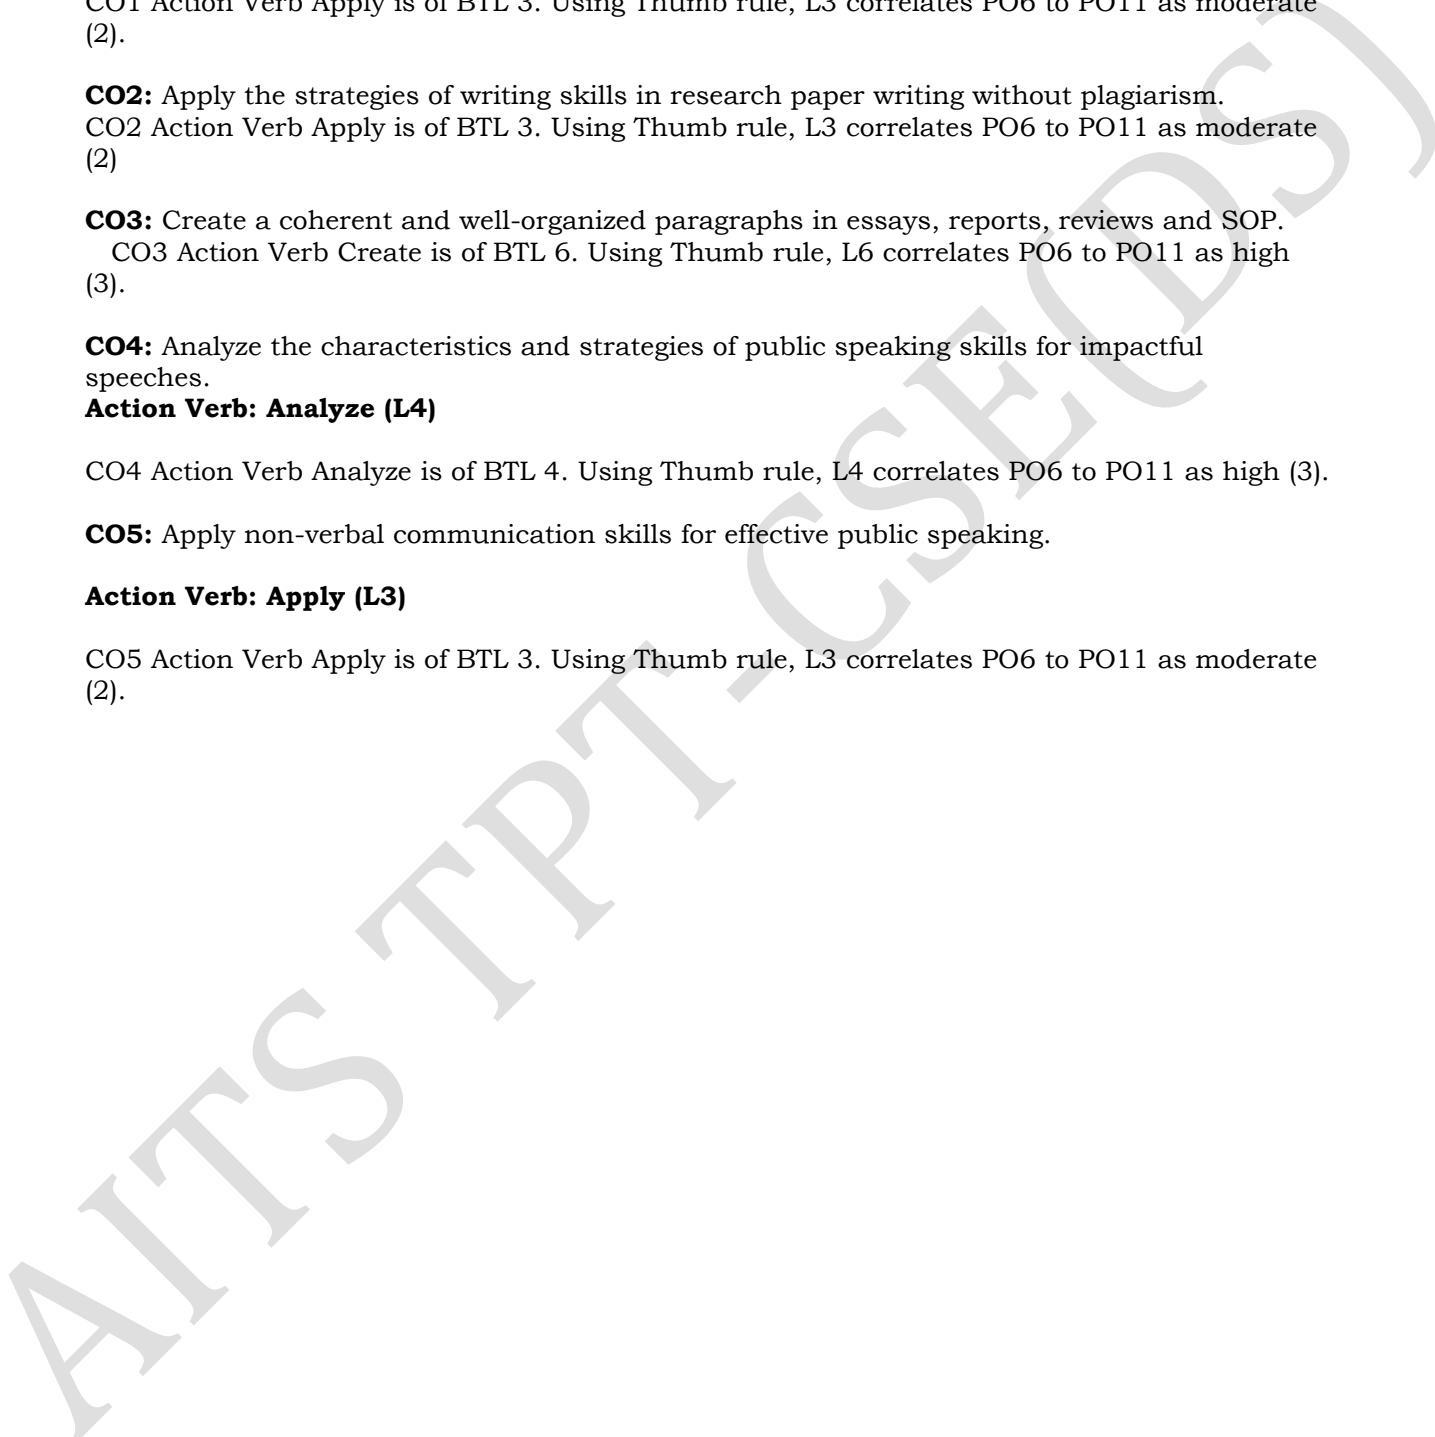 CO1 Action Verb Apply is of BTL 3. Using Thumb rule, L3 correlates PO6 to PO11 as moderate
(2).
CO2: Apply the strategies of writing skills in research paper writing without plagiarism.
CO2 Action Verb Apply is of BTL 3. Using Thumb rule, L3 correlates PO6 to PO11 as moderate
(2)
CO3: Create a coherent and well-organized paragraphs in essays, reports, reviews and SOP.
CO3 Action Verb Create is of BTL 6. Using Thumb rule, L6 correlates PO6 to PO11 as high
(3).
CO4: Analyze the characteristics and strategies of public speaking skills for impactful
speeches.
Action Verb: Analyze (L4)
CO4 Action Verb Analyze is of BTL 4. Using Thumb rule, L4 correlates PO6 to PO11 as high (3).
CO5: Apply non-verbal communication skills for effective public speaking.
Action Verb: Apply (L3)
CO5 Action Verb Apply is of BTL 3. Using Thumb rule, L3 correlates PO6 to PO11 as moderate
(2).
AITS TPT-CSE(DS)